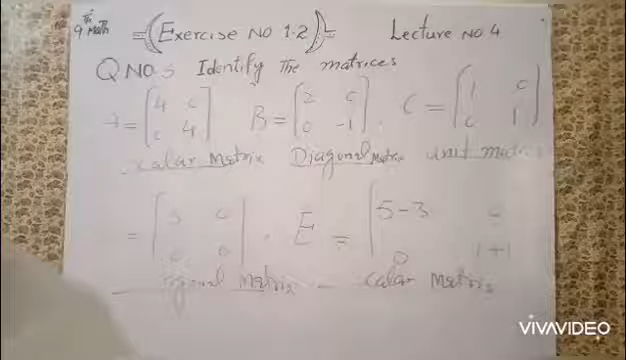 9th Math Exercise No 1.2 Lecture No 4
Q NO 5 Identify the matrices
A = [4 0 0 4] B = [2 0 0 -1] . C = [1 0 0 1]
scalar Matrix Diagonal Matrix unit matrix
= [3 0 0 0] . E = [5-3 0 0 1+1]
Matrix scalar Matrix
VIVAVIDEO